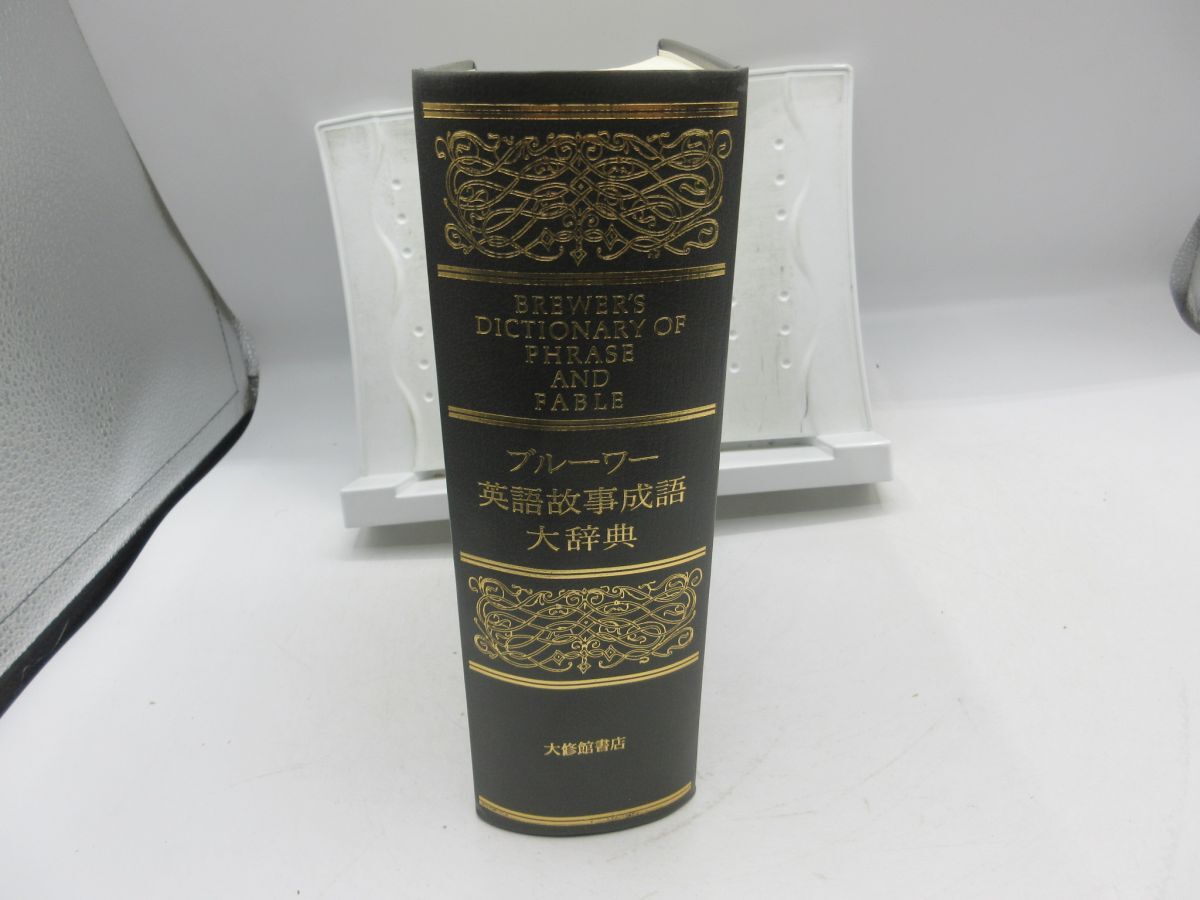 BREWER'S
DICTIONARY OF
PHRASE
AND
FABLE
ブルーワー
英語故事成語
大辞典
大修館書店